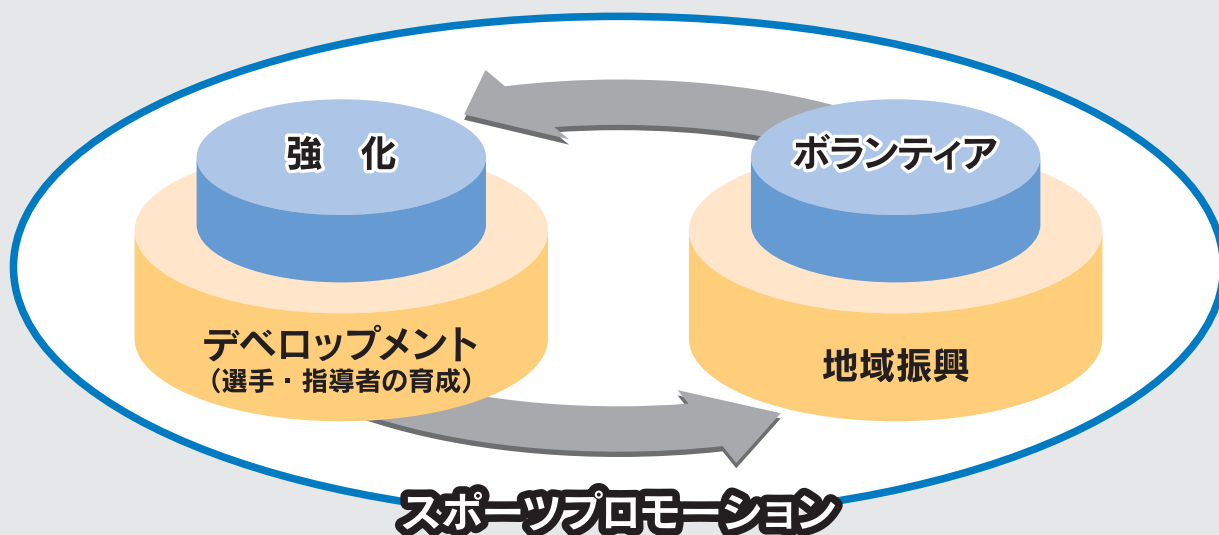 強　化
ボランティア
デベロップメント
（選手・指導者の育成）
地域振興
スポーツプロモーション